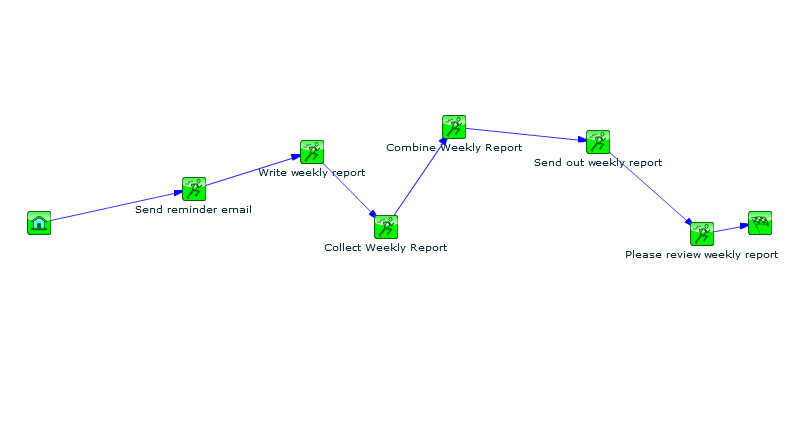 Send reminder email
Write weekly report
Collect Weekly Report
Combine Weekly Report
Send out weekly report
Please review weekly report